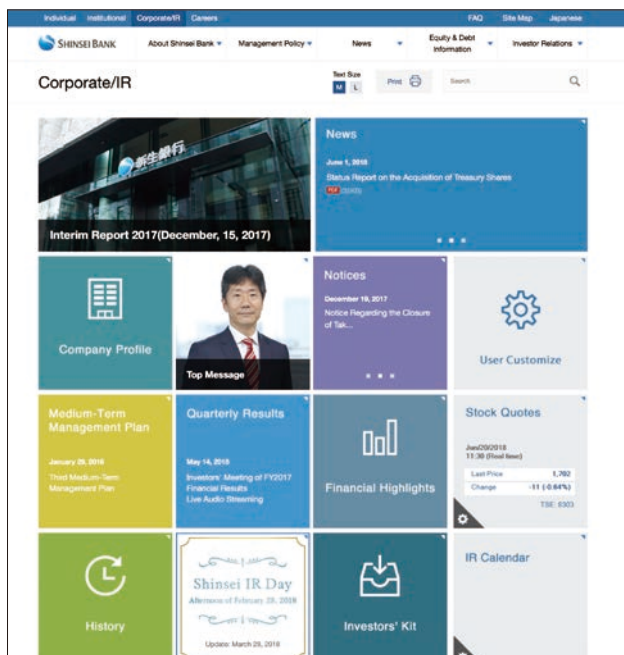 Individual Institutional Corporate/IR Careers FAQ Site Map Japanese
SHINSEI BANK About Shinsei Bank Management Policy News Equity & Debt Information Investor Relations
Corporate/IR
Text Size
M L
Print
Search
新生銀行
Interim Report 2017(December, 15, 2017)
News
June 1, 2018
Status Report on the Acquisition of Treasury Shares
PDF
Company Profile
Top Message
Notices
December 19, 2017
Notice Regarding the Closure
of Tak...
User Customize
Medium-Term
Management Plan
January 29, 2016
Third Medium-Term
Management Plan
Quarterly Results
May 14, 2018
Investors' Meeting of FY2017
Financial Results
Live Audio Streaming
Financial Highlights
Stock Quotes
Jun/20/2018
11:30 (Real time)
Last Price 1,702
Change -11 (-0.64%)
TSE: 8303
History
Shinsei IR Day
Afternoon of February 28, 2018
Update: March 28, 2018
Investors' Kit
IR Calendar